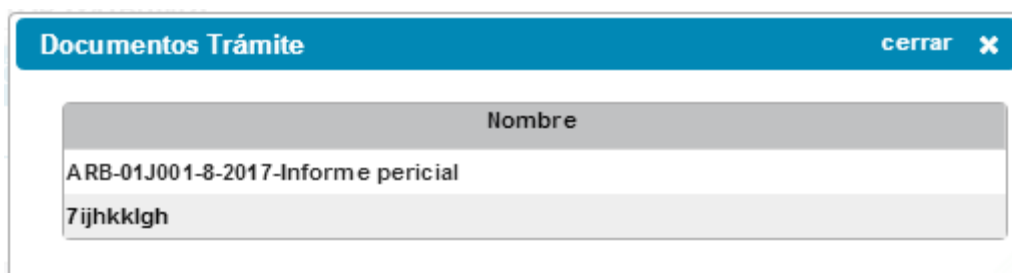 Documentos Trámite cerrar ✖
Nombre
ARB-01J001-8-2017-Informe pericial
7ijhkklgh